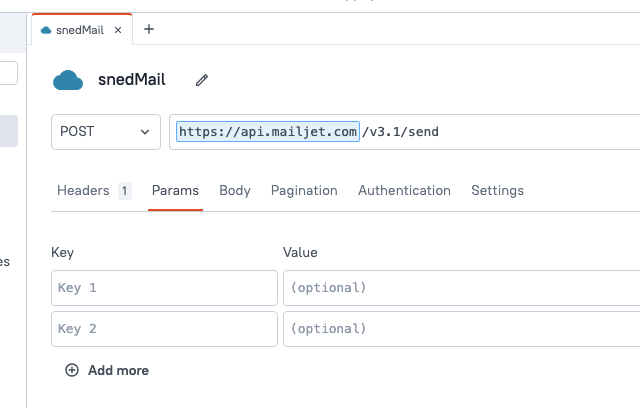 snedMail
snedMail
POST https://api.mailjet.com/v3.1/send
Headers 1 Params Body Pagination Authentication Settings
Key Value
Key 1 (optional)
Key 2 (optional)
Add more
es